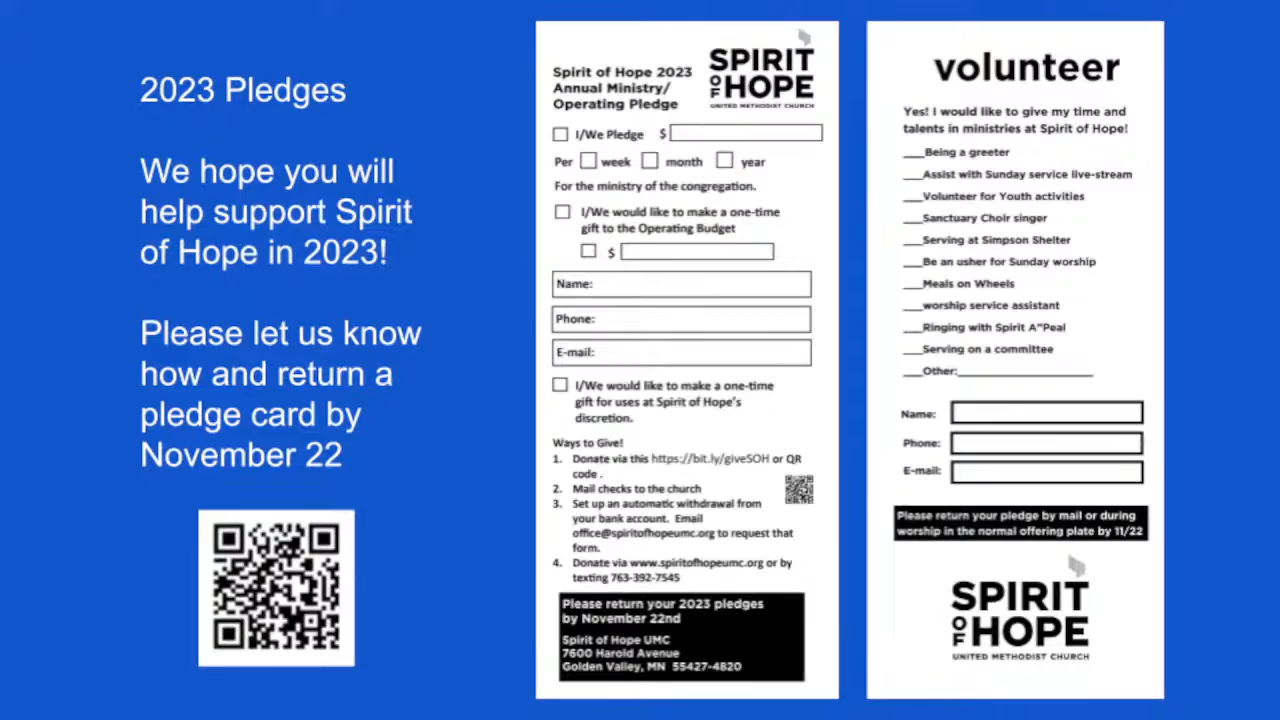 2023 Pledges
We hope you will
help support Spirit
of Hope in 2023!
Please let us know
how and return a
pledge card by
November 22
Spirit of Hope 2023
Annual Ministry/
Operating Pledge
SPIRIT
OF HOPE
UNITED METHODIST CHURCH
I/We Pledge $
Per week month year
For the ministry of the congregation.
I/We would like to make a one-time
gift to the Operating Budget
$
Name:
Phone:
E-mail:
I/We would like to make a one-time
gift for uses at Spirit of Hope's
discretion.
Ways to Give!
1. Donate via this https://bit.ly/giveSOH or QR
code .
2. Mail checks to the church
3. Set up an automatic withdrawal from
your bank account. Email
office@spiritofhopeumc.org to request that
form.
4. Donate via www.spiritofhopeumc.org or by
texting 763-392-7545
Please return your 2023 pledges
by November 22nd
Spirit of Hope UMC
7600 Harold Avenue
Golden Valley, MN 55427-4820
volunteer
Yes! I would like to give my time and
talents in ministries at Spirit of Hope!
___Being a greeter
___Assist with Sunday service live-stream
___Volunteer for Youth activities
___Sanctuary Choir singer
___Serving at Simpson Shelter
___Be an usher for Sunday worship
___Meals on Wheels
___worship service assistant
___Ringing with Spirit A"Peal
___Serving on a committee
___Other:______________________
Name:
Phone:
E-mail:
Please return your pledge by mail or during
worship in the normal offering plate by 11/22
SPIRIT
OF HOPE
UNITED METHODIST CHURCH